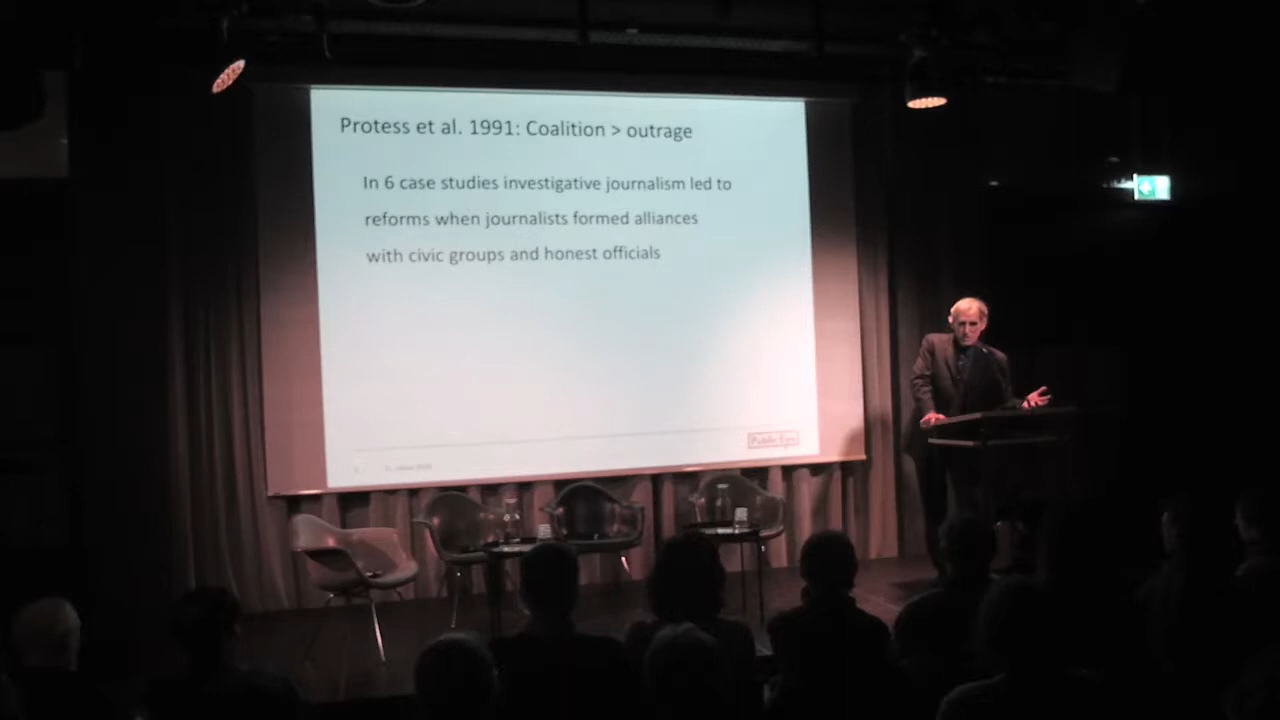 Protess et al. 1991: Coalition > outrage
In 6 case studies investigative journalism led to
reforms when journalists formed alliances
with civic groups and honest officials
Public Eye